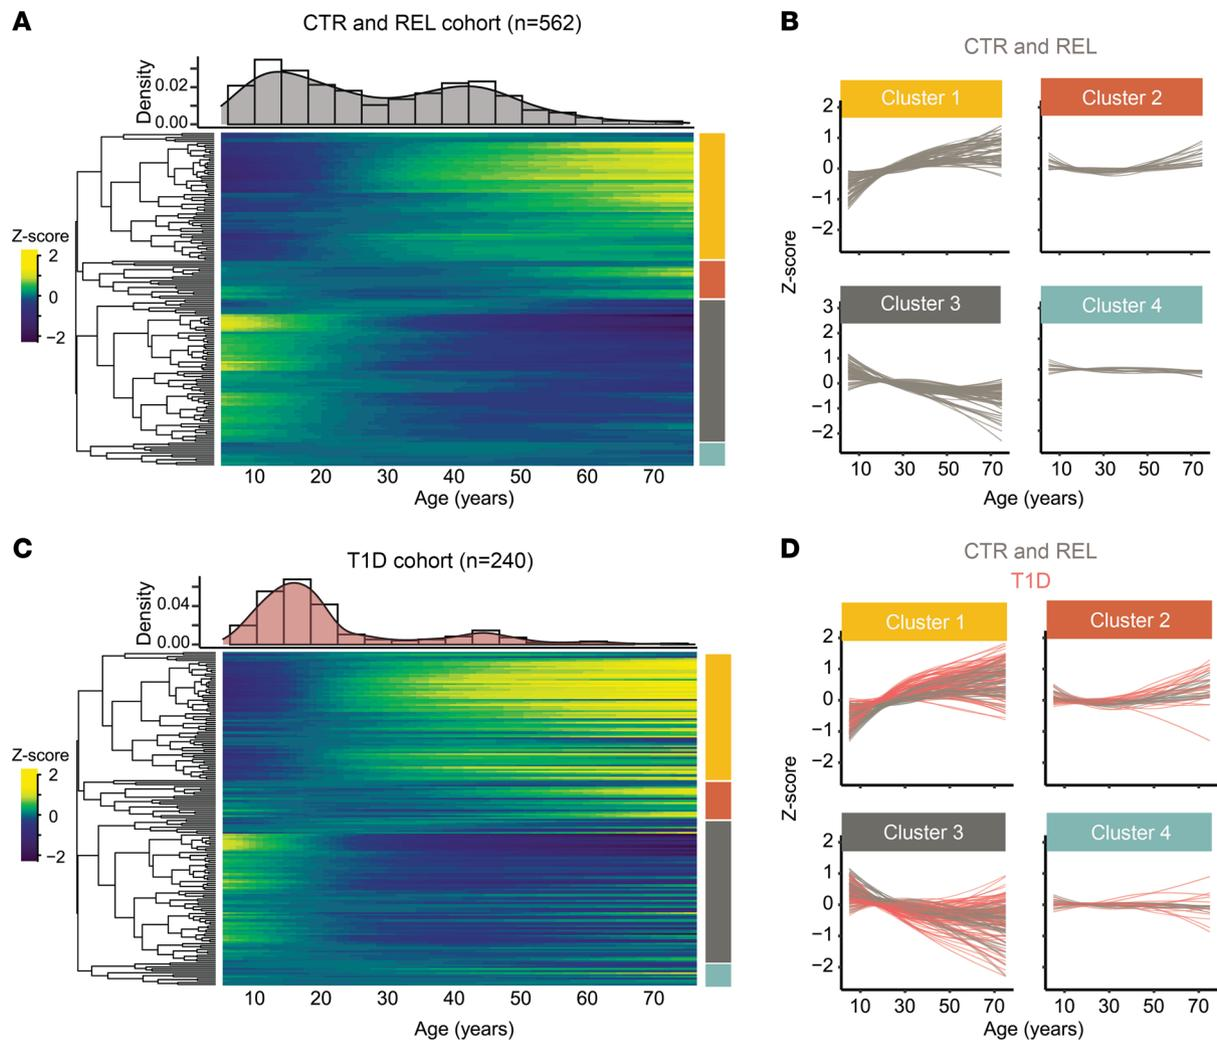 A
CTR and REL cohort (n=562)
Density
0.02
0.00
Z-score
2
0
−2
10 20 30 40 50 60 70
Age (years)
B
CTR and REL
Cluster 1 Cluster 2
2
1
0
−1
−2
Z-score
Cluster 3 Cluster 4
3
2
1
0
−1
−2
10 30 50 70 10 30 50 70
Age (years)
C
T1D cohort (n=240)
Density
0.04
0.00
Z-score
2
0
−2
10 20 30 40 50 60 70
Age (years)
D
CTR and REL
T1D
Cluster 1 Cluster 2
2
1
0
−1
−2
Z-score
Cluster 3 Cluster 4
2
1
0
−1
−2
10 30 50 70 10 30 50 70
Age (years)